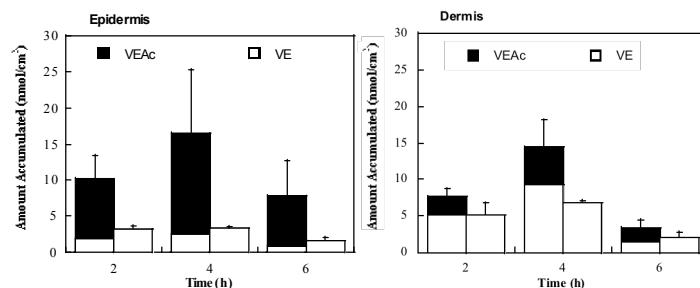 Epidermis
VEAc
VE
30
25
20
15
10
5
0
Amount Accumulated (nmol/cm²)
2
4
6
Time (h)
Dermis
VEAc
VE
30
25
20
15
10
5
0
Amount Accumulated (nmol/cm²)
2
4
6
Time (h)